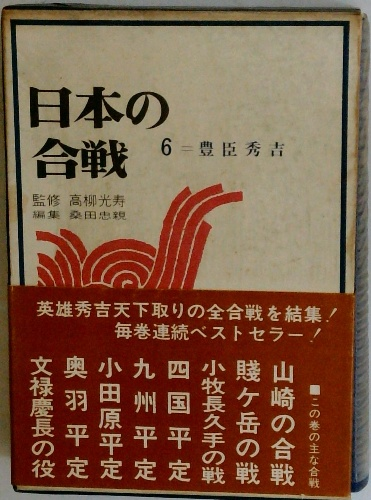 日本の
合戦
6=豊臣秀吉
監修 高柳光寿
編集 桑田忠親
英雄秀吉天下取りの全合戦を結集!
毎巻連続ベストセラー!
■この巻の主な合戦
山崎の合戦
賤ケ岳の戦
小牧長久手の戦
四国平定
九州平定
小田原平定
奥羽平定
文禄慶長の役